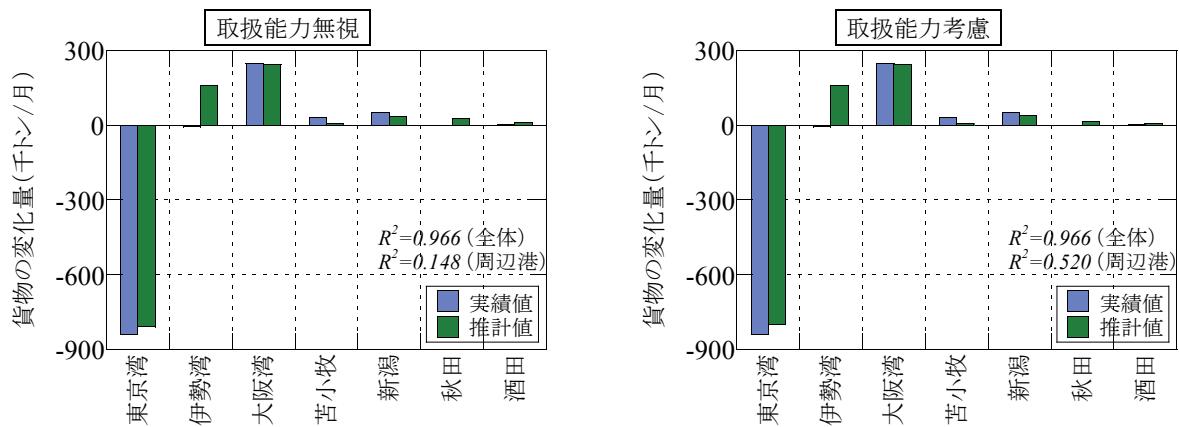 取扱能力無視
貨物の変化量(千トン/月)
300
0
-300
-600
-900
R²=0.966 (全体)
R²=0.148 (周辺港)
実績値
推計値
東京湾
伊勢湾
大阪湾
苫小牧
新潟
秋田
酒田
取扱能力考慮
貨物の変化量(千トン/月)
300
0
-300
-600
-900
R²=0.966 (全体)
R²=0.520 (周辺港)
実績値
推計値
東京湾
伊勢湾
大阪湾
苫小牧
新潟
秋田
酒田